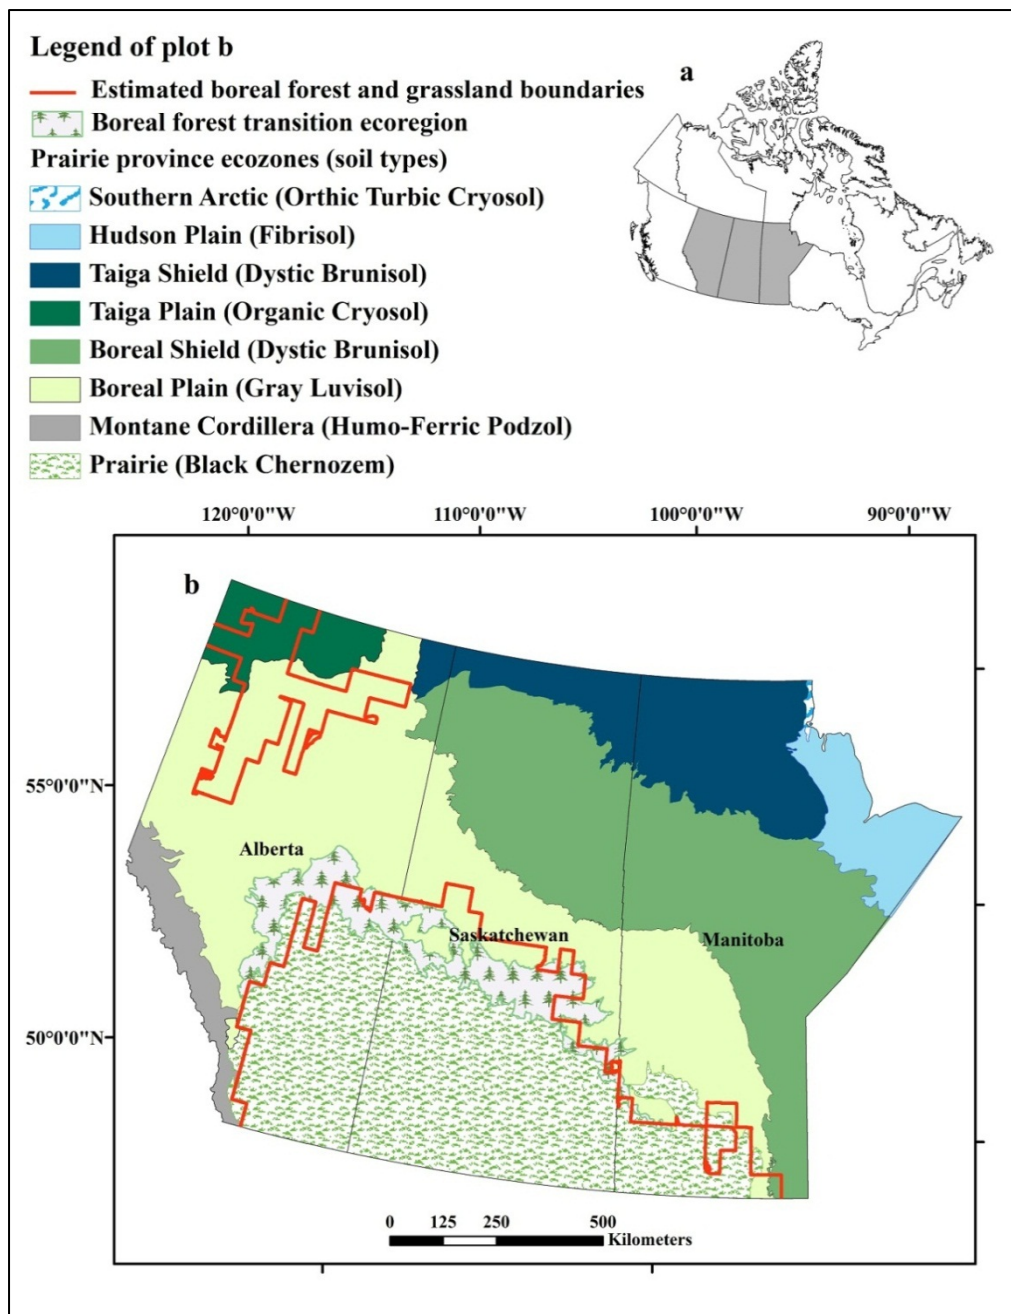 Legend of plot b
Estimated boreal forest and grassland boundaries
Boreal forest transition ecoregion
Prairie province ecozones (soil types)
Southern Arctic (Orthic Turbic Cryosol)
Hudson Plain (Fibrisol)
Taiga Shield (Dystic Brunisol)
Taiga Plain (Organic Cryosol)
Boreal Shield (Dystic Brunisol)
Boreal Plain (Gray Luvisol)
Montane Cordillera (Humo-Ferric Podzol)
Prairie (Black Chernozem)
a
120°0'0"W 110°0'0"W 100°0'0"W 90°0'0"W
b
55°0'0"N
Alberta
Saskatchewan
Manitoba
50°0'0"N
0 125 250 500
Kilometers